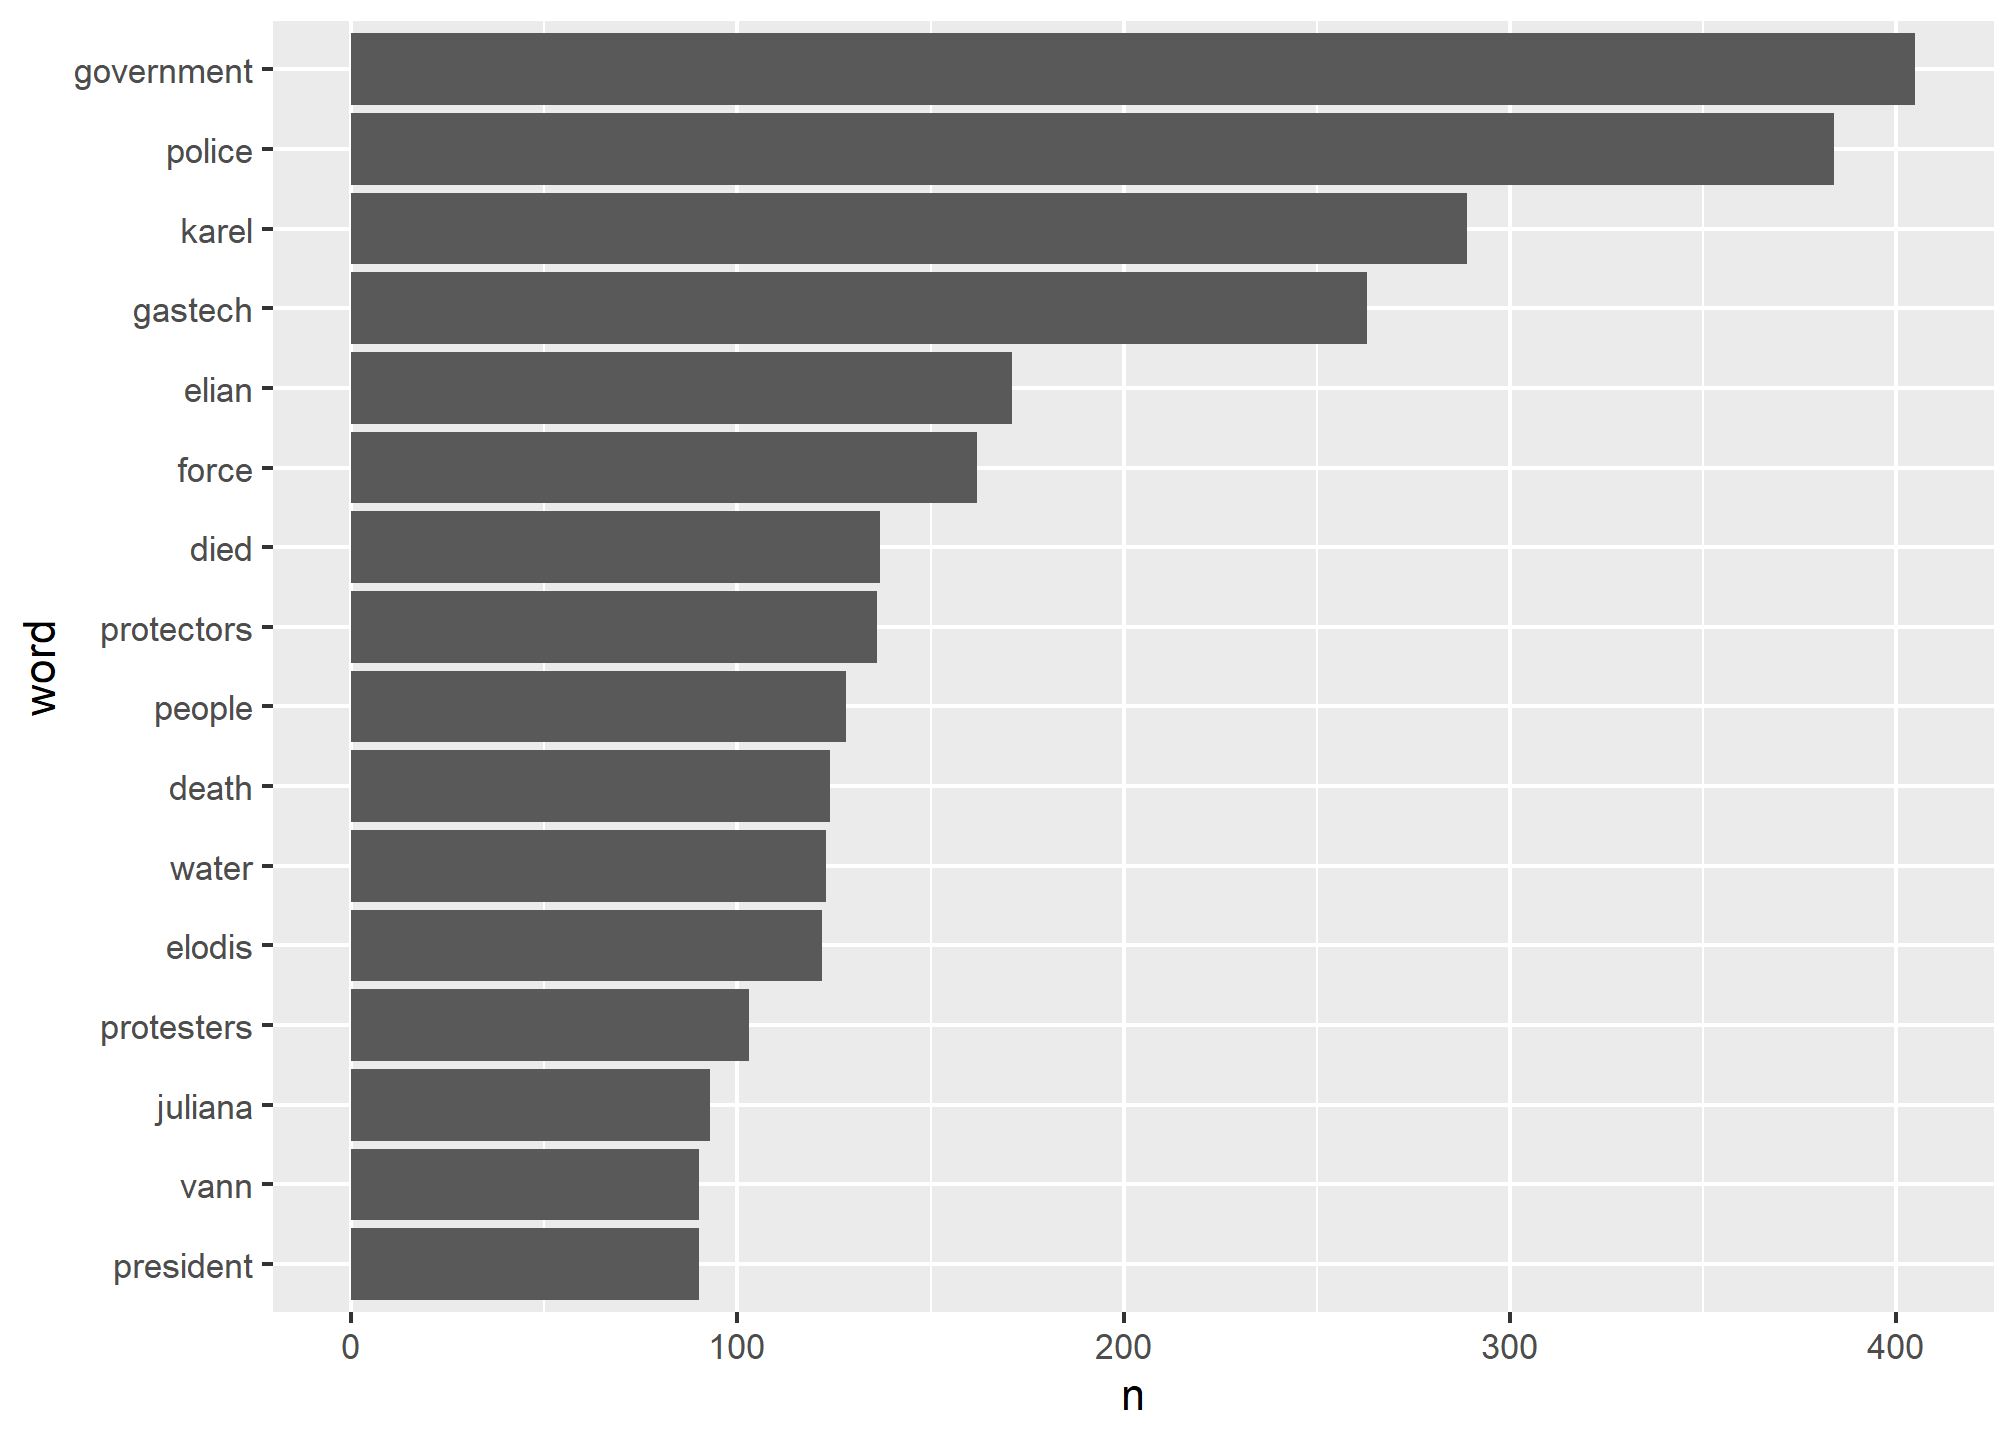 government
police
karel
gastech
elian
force
died
protectors
people
death
water
elodis
protesters
juliana
vann
president
word
0 100 200 300 400
n